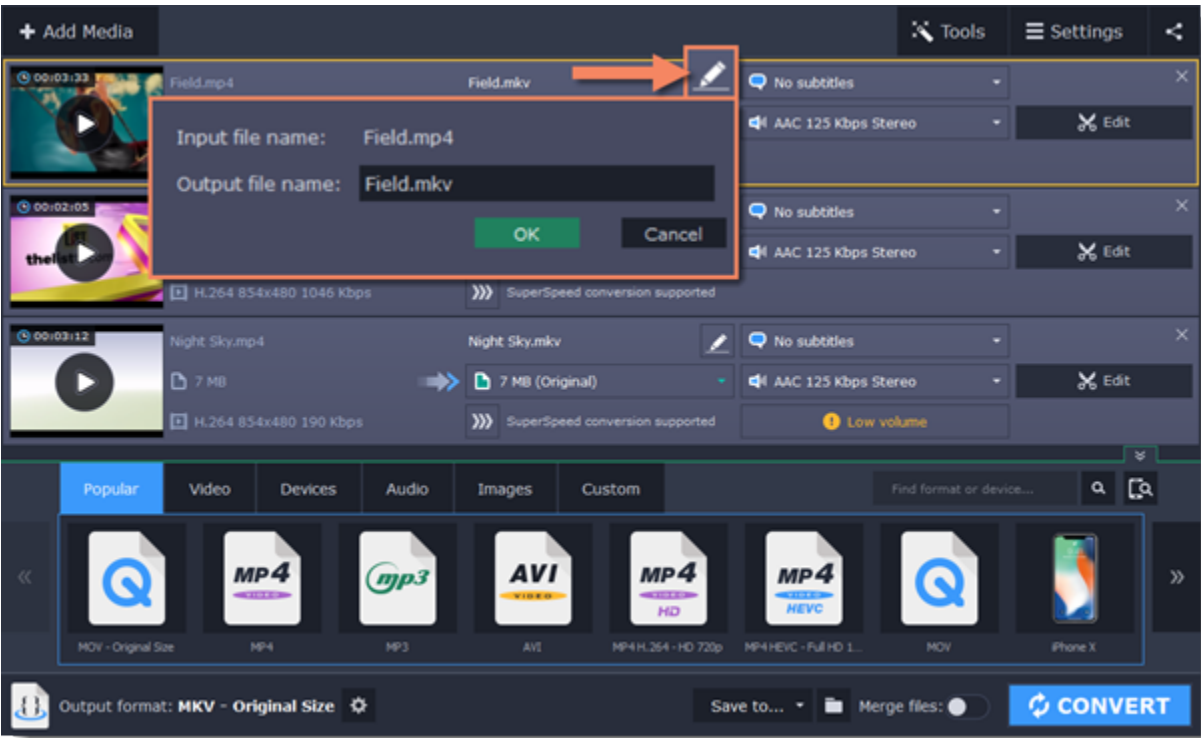 Add Media
Tools
Settings
00:03:33
Field.mp4
Field.mkv
No subtitles
AAC 125 Kbps Stereo
Edit
Input file name: Field.mp4
Output file name: Field.mkv
OK
Cancel
00:02:05
No subtitles
AAC 125 Kbps Stereo
Edit
H.264 854x480 1046 Kbps
SuperSpeed conversion supported
00:03:12
Night Sky.mp4
Night Sky.mkv
No subtitles
7 MB
7 MB (Original)
AAC 125 Kbps Stereo
Edit
H.264 854x480 190 Kbps
SuperSpeed conversion supported
Low volume
Popular
Video
Devices
Audio
Images
Custom
Find format or device...
MP4 VIDEO
mp3
AVI VIDEO
MP4 VIDEO HD
MP4 VIDEO HEVC
MOV - Original Size
MP4
MP3
AVI
MP4 H.264 - HD 720p
MP4 HEVC - Full HD 1...
MOV
iPhone X
Output format: MKV - Original Size
Save to...
Merge files:
CONVERT